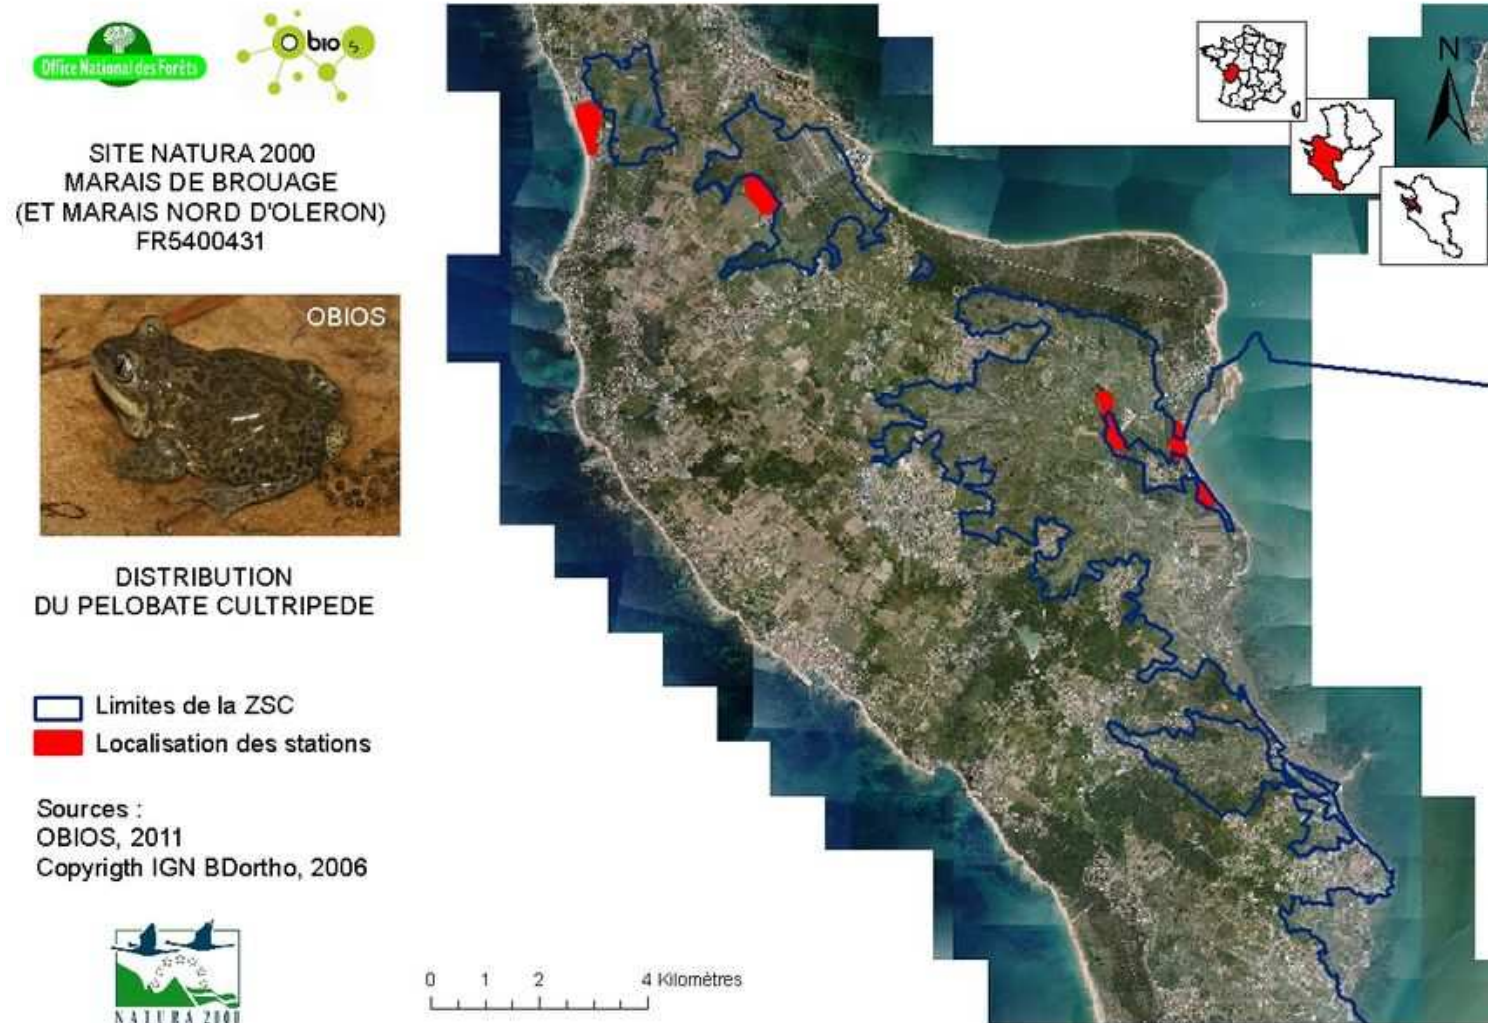 Office National des Forêts
Obios
SITE NATURA 2000
MARAIS DE BROUAGE
(ET MARAIS NORD D'OLERON)
FR5400431
OBIOS
DISTRIBUTION
DU PELOBATE CULTRIPEDE
Limites de la ZSC
Localisation des stations
Sources :
OBIOS, 2011
Copyrigth IGN BDortho, 2006
NATURA 2000
0 1 2 4 Kilomètres
N